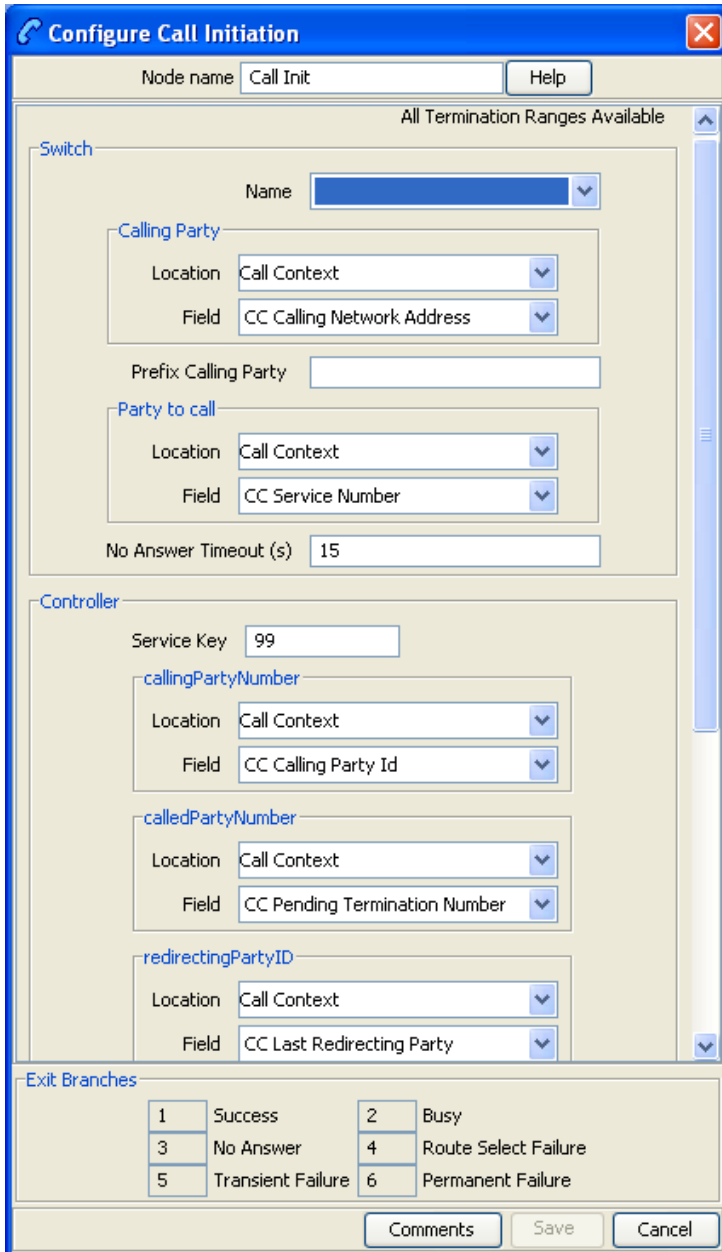 Configure Call Initiation
Node name Call Init Help
All Termination Ranges Available
Switch
Name
Calling Party
Location Call Context
Field CC Calling Network Address
Prefix Calling Party
Party to call
Location Call Context
Field CC Service Number
No Answer Timeout (s) 15
Controller
Service Key 99
callingPartyNumber
Location Call Context
Field CC Calling Party Id
calledPartyNumber
Location Call Context
Field CC Pending Termination Number
redirectingPartyID
Location Call Context
Field CC Last Redirecting Party
Exit Branches
1 Success 2 Busy
3 No Answer 4 Route Select Failure
5 Transient Failure 6 Permanent Failure
Comments Save Cancel